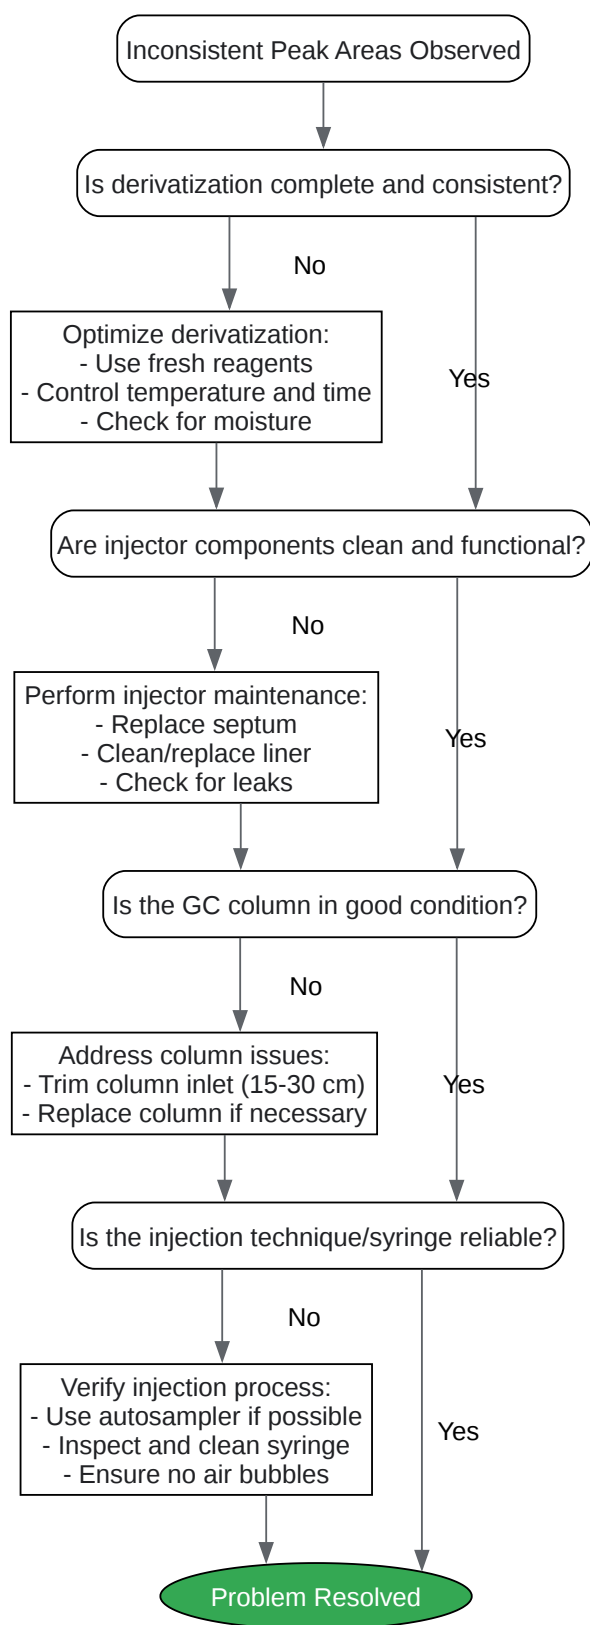 Inconsistent Peak Areas Observed
Is derivatization complete and consistent?
No
Optimize derivatization:
- Use fresh reagents
- Control temperature and time
- Check for moisture
Yes
Are injector components clean and functional?
No
Perform injector maintenance:
- Replace septum
- Clean/replace liner
- Check for leaks
Yes
Is the GC column in good condition?
No
Address column issues:
- Trim column inlet (15-30 cm)
- Replace column if necessary
Yes
Is the injection technique/syringe reliable?
No
Verify injection process:
- Use autosampler if possible
- Inspect and clean syringe
- Ensure no air bubbles
Yes
Problem Resolved